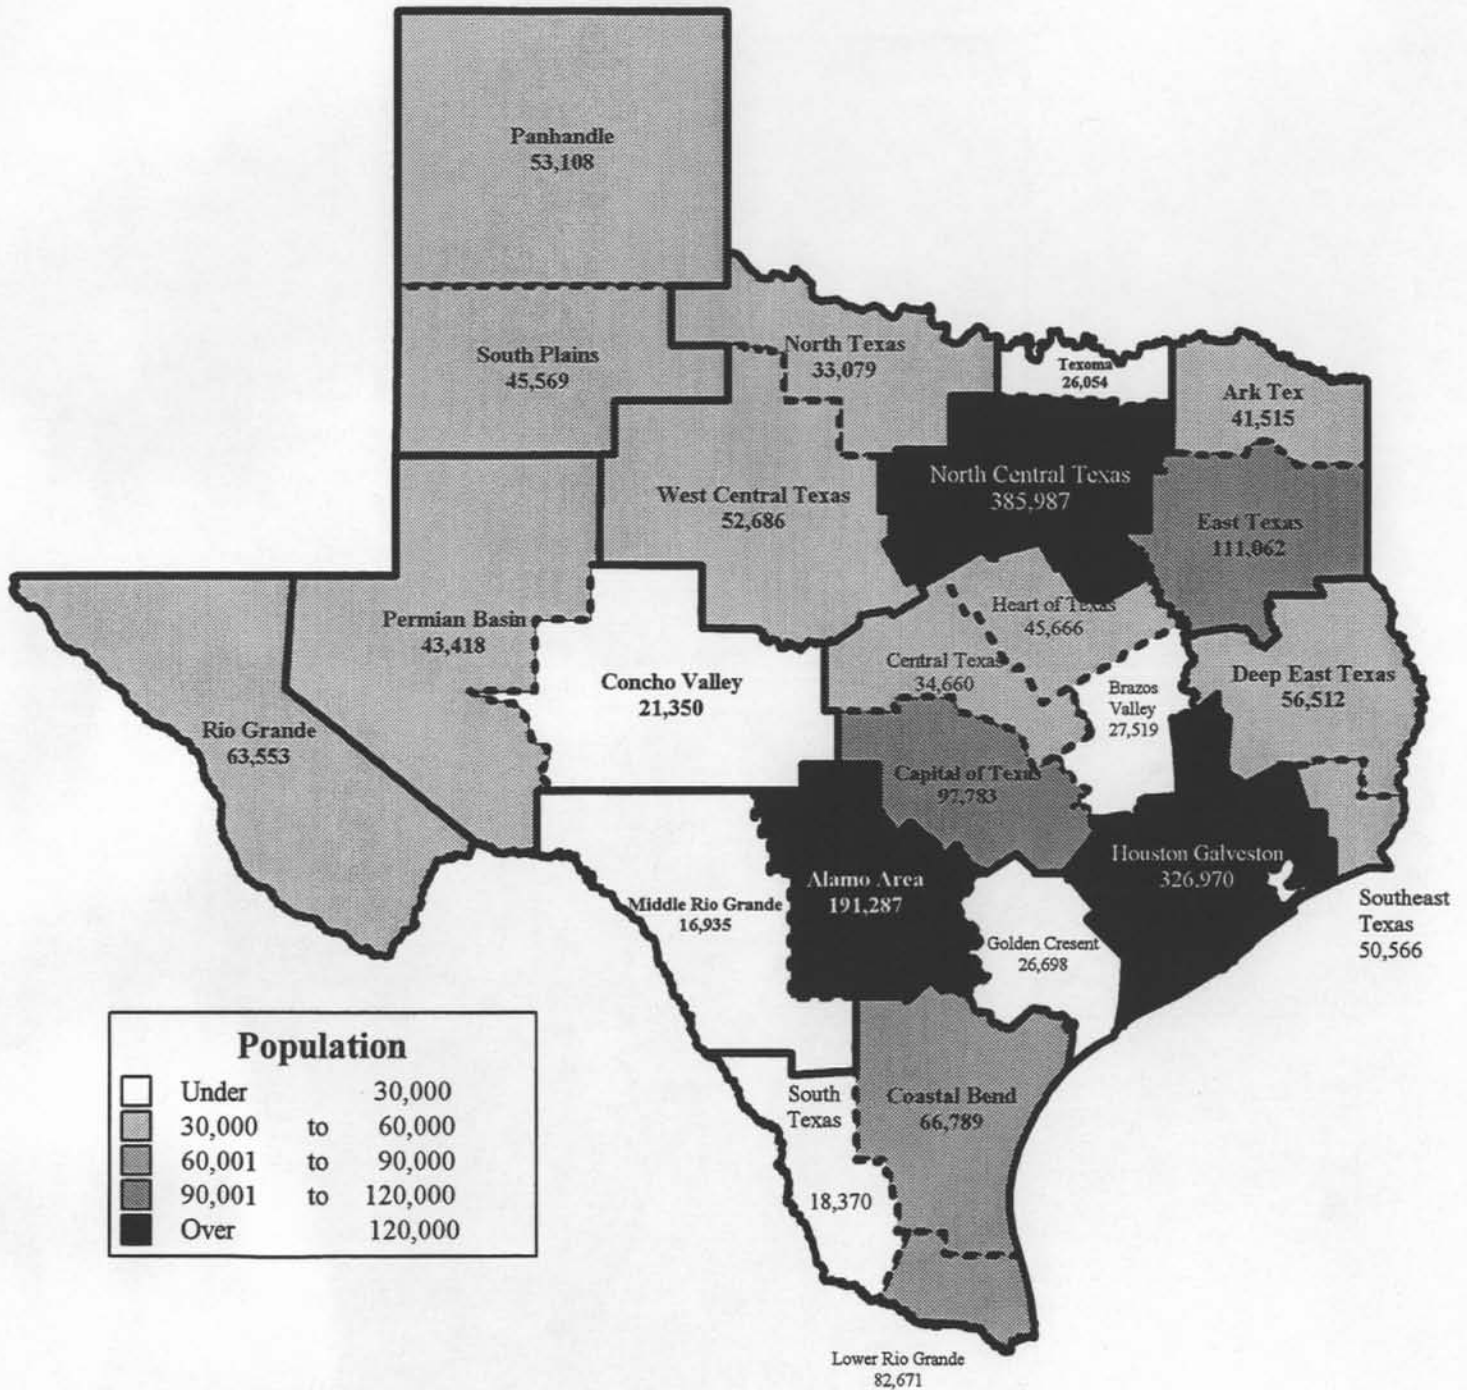 Panhandle
53,108
South Plains
45,569
North Texas
33,079
Texoma
26,054
Ark Tex
41,515
West Central Texas
52,686
North Central Texas
385,987
East Texas
111,062
Permian Basin
43,418
Heart of Texas
45,666
Central Texas
34,660
Concho Valley
21,350
Brazos
Valley
27,519
Deep East Texas
56,512
Rio Grande
63,553
Capital of Texas
97,783
Houston Galveston
326,970
Alamo Area
191,287
Middle Rio Grande
16,935
Southeast
Texas
50,566
Golden Cresent
26,698
South
Texas
18,370
Coastal Bend
66,789
Lower Rio Grande
82,671
Population
Under 30,000
30,000 to 60,000
60,001 to 90,000
90,001 to 120,000
Over 120,000